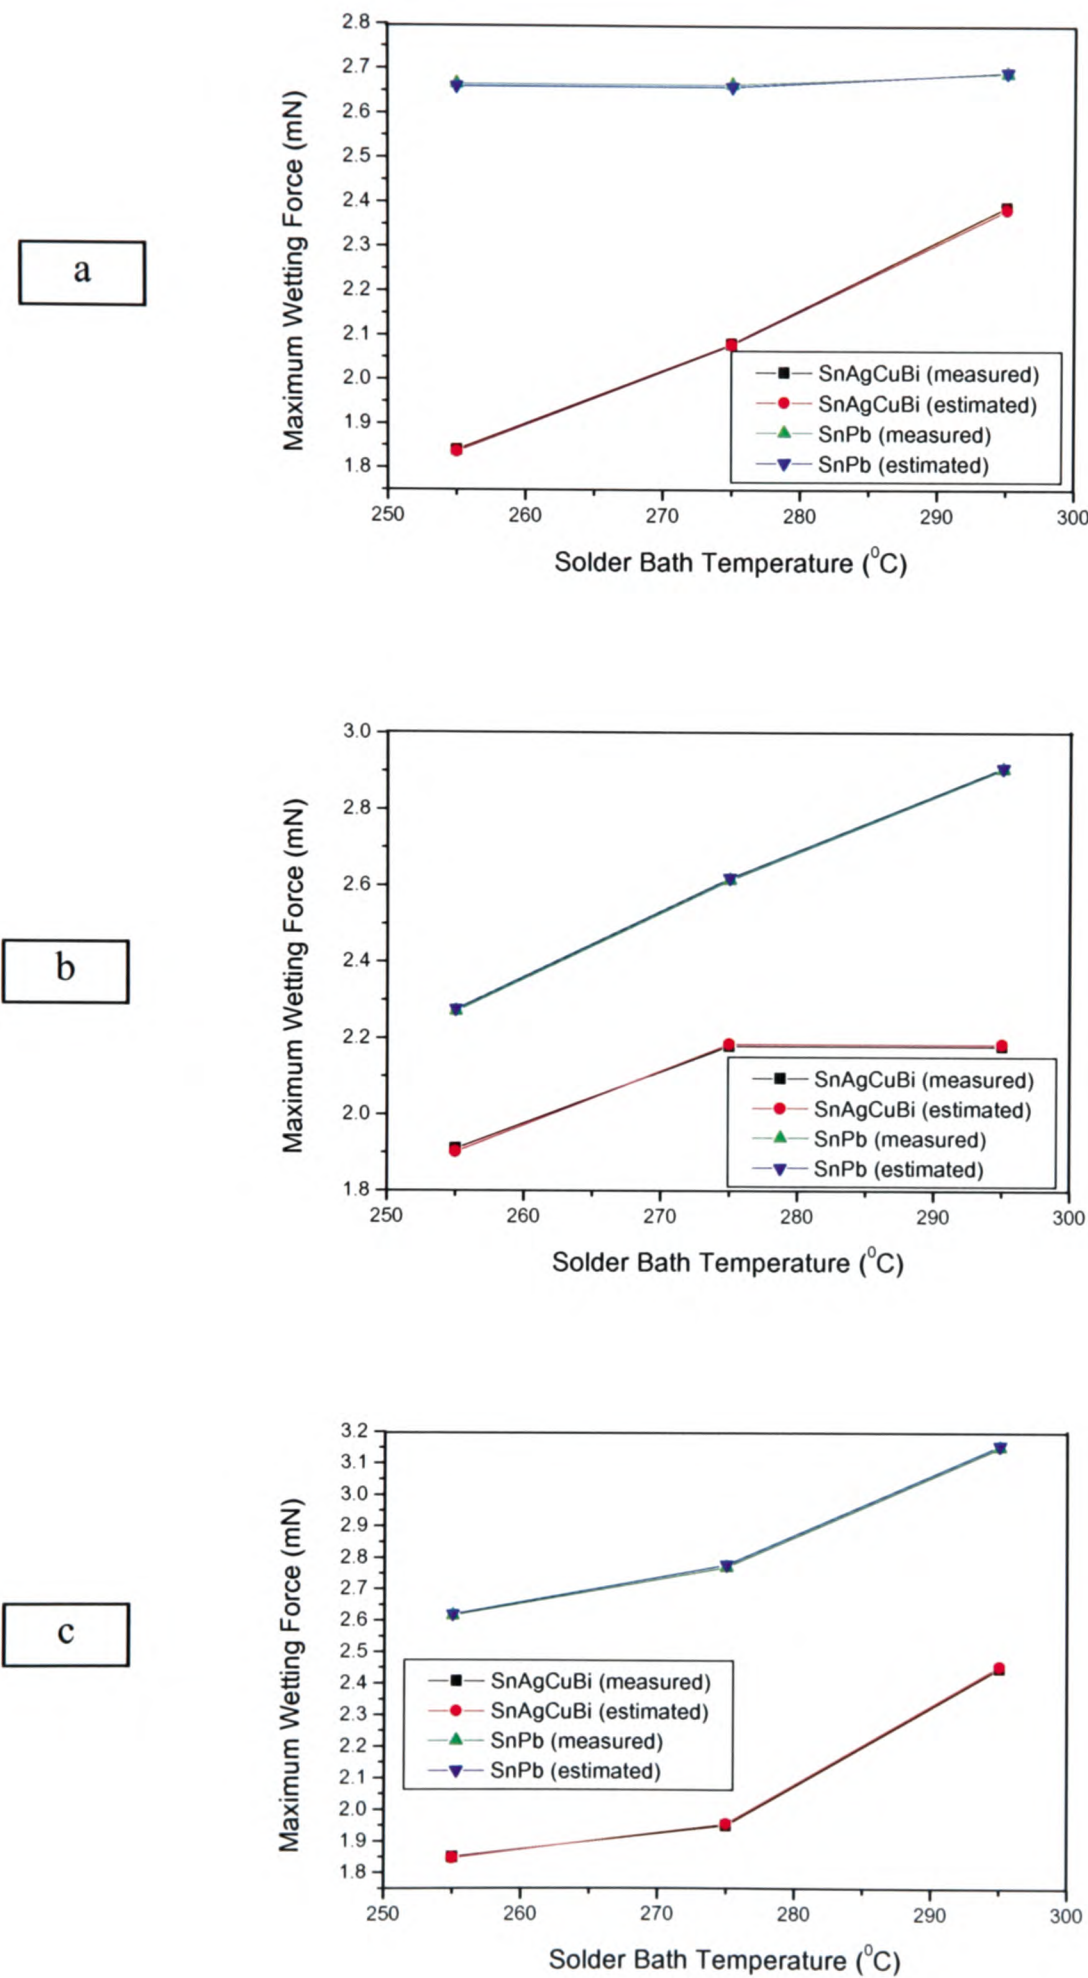 a
Maximum Wetting Force (mN)
2.8
2.7
2.6
2.5
2.4
2.3
2.2
2.1
2.0
1.9
1.8
SnAgCuBi (measured)
SnAgCuBi (estimated)
SnPb (measured)
SnPb (estimated)
250 260 270 280 290 300
Solder Bath Temperature (⁰C)
b
Maximum Wetting Force (mN)
3.0
2.8
2.6
2.4
2.2
2.0
1.8
SnAgCuBi (measured)
SnAgCuBi (estimated)
SnPb (measured)
SnPb (estimated)
250 260 270 280 290 300
Solder Bath Temperature (⁰C)
c
Maximum Wetting Force (mN)
3.2
3.1
3.0
2.9
2.8
2.7
2.6
2.5
2.4
2.3
2.2
2.1
2.0
1.9
1.8
SnAgCuBi (measured)
SnAgCuBi (estimated)
SnPb (measured)
SnPb (estimated)
250 260 270 280 290 300
Solder Bath Temperature (⁰C)